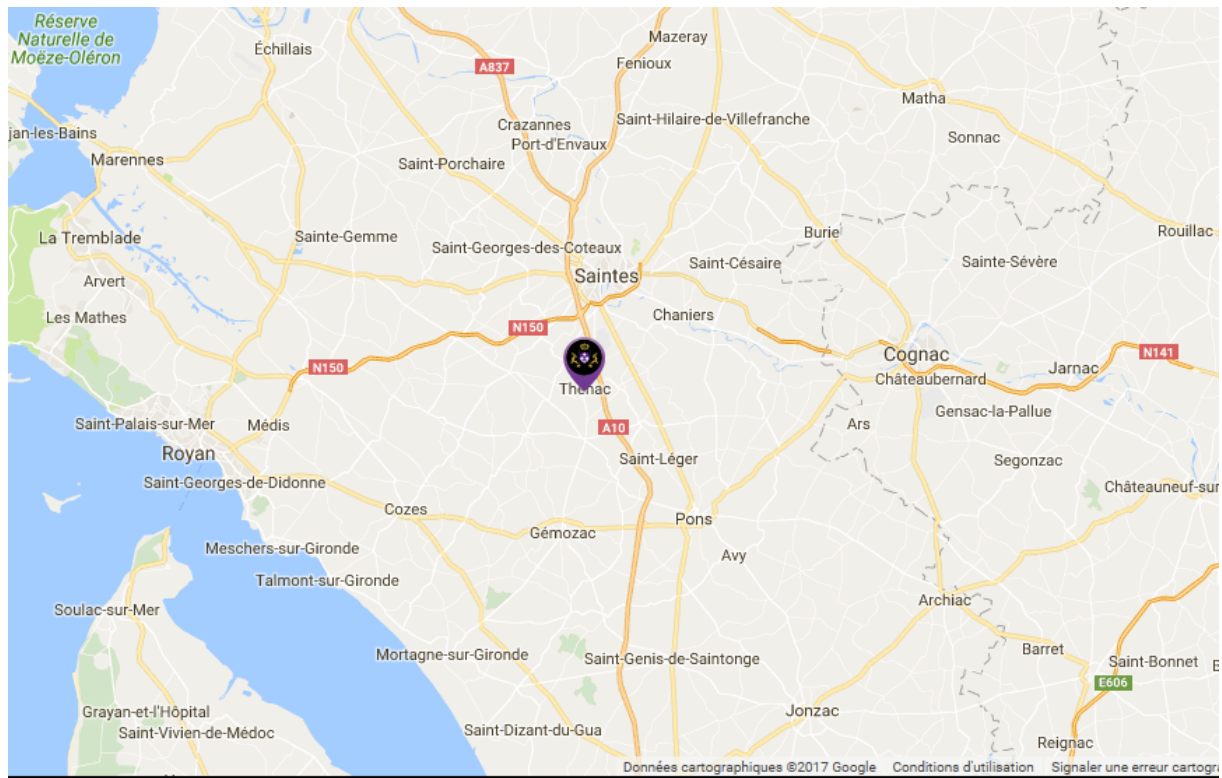 Réserve
Naturelle de
Moëze-Oléron
Échillais
Mazeray
A837
Fenioux
Matha
Crazannes
Saint-Hilaire-de-Villefranche
jan-les-Bains
Port-d'Envaux
Sonnac
Marennes
Saint-Porchaire
Burie
Rouillac
La Tremblade
Sainte-Gemme
Saint-Georges-des-Coteaux
Saint-Césaire
Sainte-Sévère
Saintes
Arvert
Les Mathes
Chaniers
N150
Cognac
N141
N150
Jarnac
Châteaubernard
Thénac
Gensac-la-Pallue
Saint-Palais-sur-Mer
Médis
A10
Ars
Royan
Saint-Léger
Segonzac
Saint-Georges-de-Didonne
Châteauneuf-sur
Cozes
Pons
Gémozac
Meschers-sur-Gironde
Avy
Talmont-sur-Gironde
Archiac
Soulac-sur-Mer
Mortagne-sur-Gironde
Saint-Genis-de-Saintonge
Barret
Saint-Bonnet
E606
Grayan-et-l'Hôpital
Jonzac
Saint-Vivien-de-Médoc
Saint-Dizant-du-Gua
Reignac
Données cartographiques ©2017 Google Conditions d'utilisation Signaler une erreur cartogra